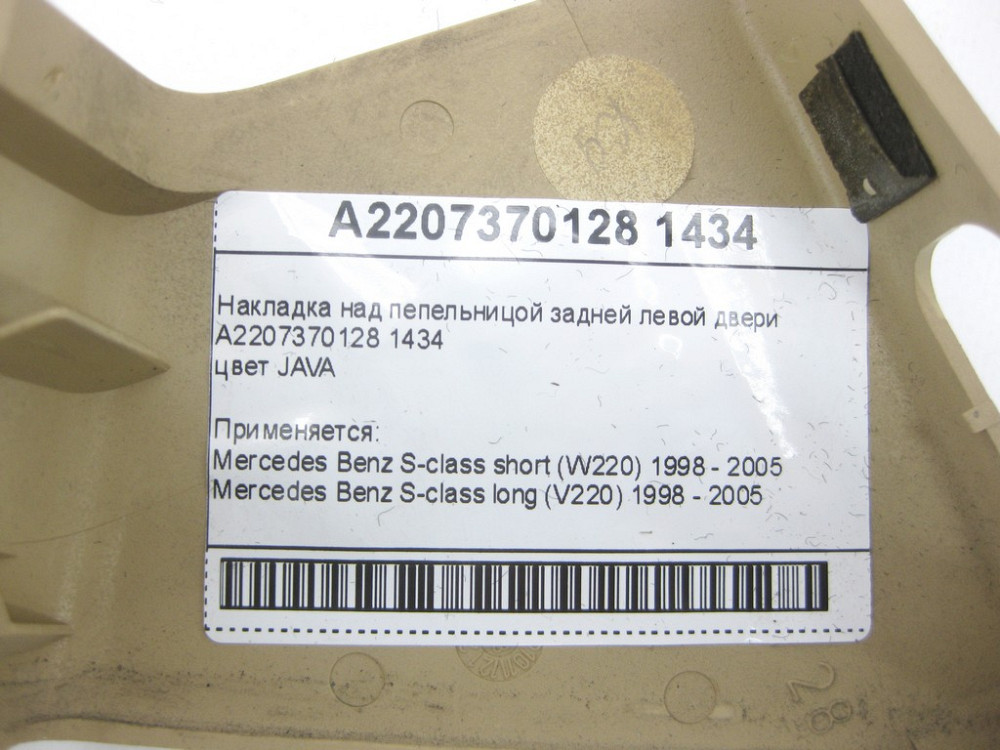 A2207370128 1434
Накладка над пепельницой задней левой двери
A2207370128 1434
цвет JAVA
Применяется:
Mercedes Benz S-class short (W220) 1998 - 2005
Mercedes Benz S-class long (V220) 1998 - 2005